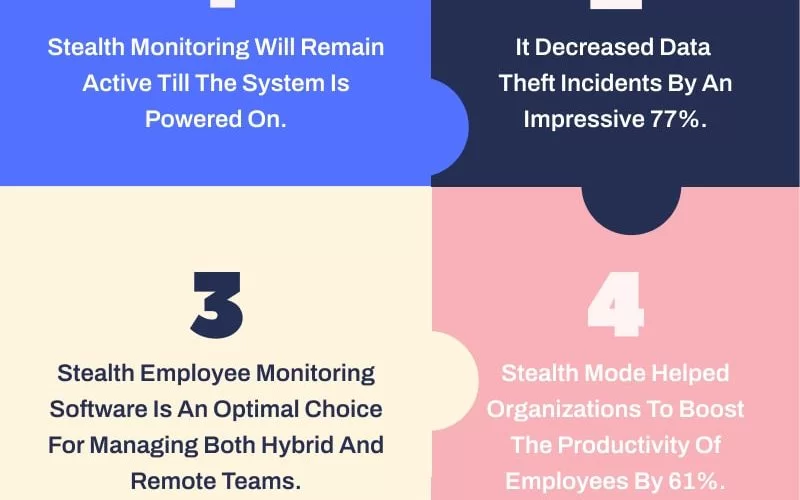 Stealth Monitoring Will Remain
Active Till The System Is
Powered On.
It Decreased Data
Theft Incidents By An
Impressive 77%.
3
Stealth Employee Monitoring
Software Is An Optimal Choice
For Managing Both Hybrid And
Remote Teams.
4
Stealth Mode Helped
Organizations To Boost
The Productivity Of
Employees By 61%.